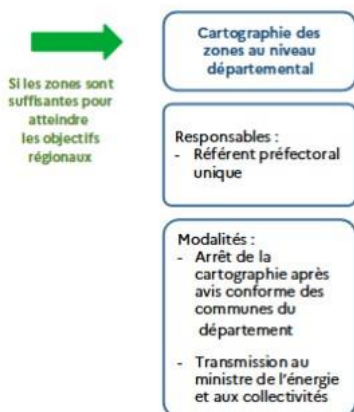 Si les zones sont
suffisantes pour
atteindre
les objectifs
régionaux
Cartographie des
zones au niveau
départemental
Responsables :
- Référent préfectoral
unique
Modalités :
- Arrêt de la
cartographie après
avis conforme des
communes du
département
- Transmission au
ministre de l'énergie
et aux collectivités